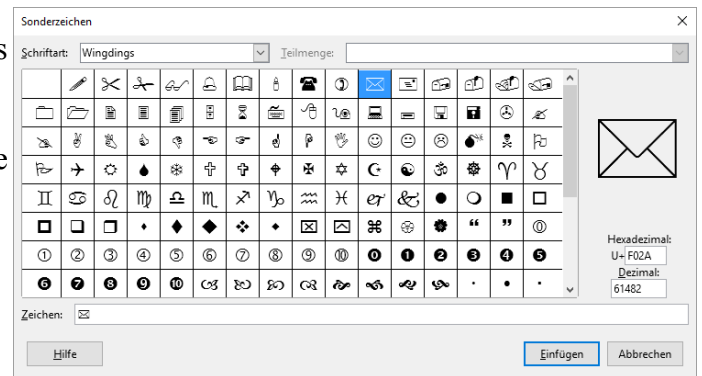 Sonderzeichen
s
Schriftart: Wingdings Teilmenge:
e
Hexadezimal:
U+ F02A
Dezimal:
61482
Zeichen: 🖂
Hilfe Einfügen Abbrechen